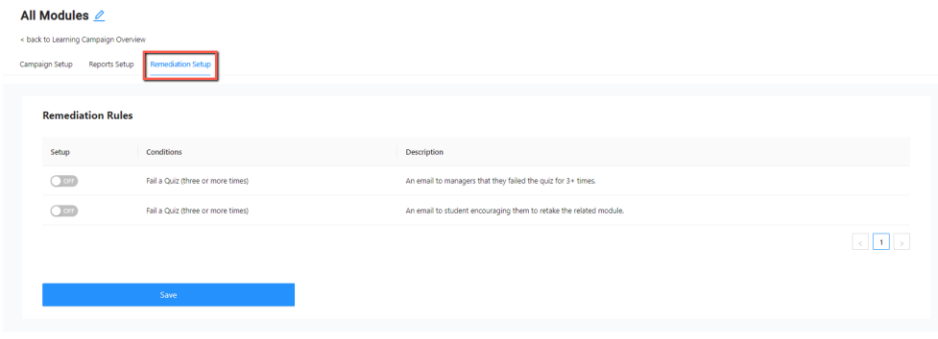 All Modules
< back to Learning Campaign Overview
Campaign Setup Reports Setup Remediation Setup
Remediation Rules
Setup Conditions Description
OFF Fail a Quiz (three or more times) An email to managers that they failed the quiz for 3+ times.
OFF Fail a Quiz (three or more times) An email to student encouraging them to retake the related module.
< 1 >
Save